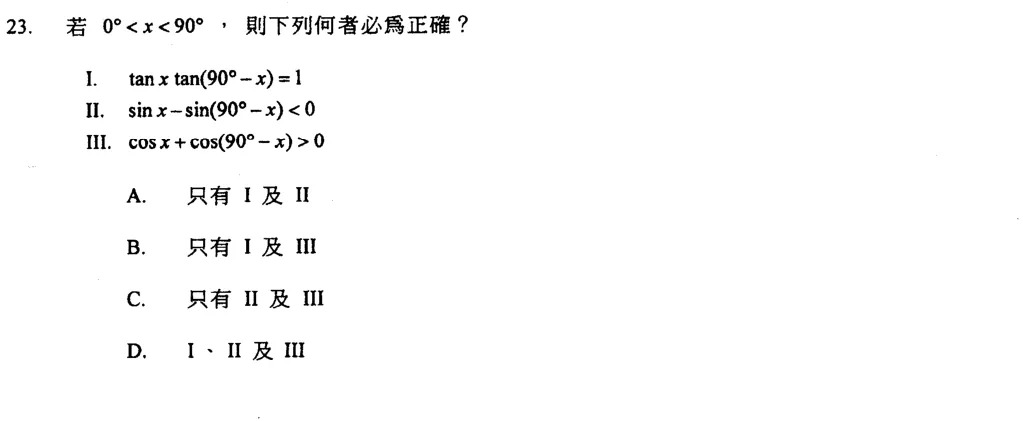 23. 若 0° < x < 90° ，則下列何者必爲正確？
I. tan x tan(90° – x) = 1
II. sin x – sin(90° – x) < 0
III. cos x + cos(90° – x) > 0
A. 只有 I 及 II
B. 只有 I 及 III
C. 只有 II 及 III
D. I、II 及 III